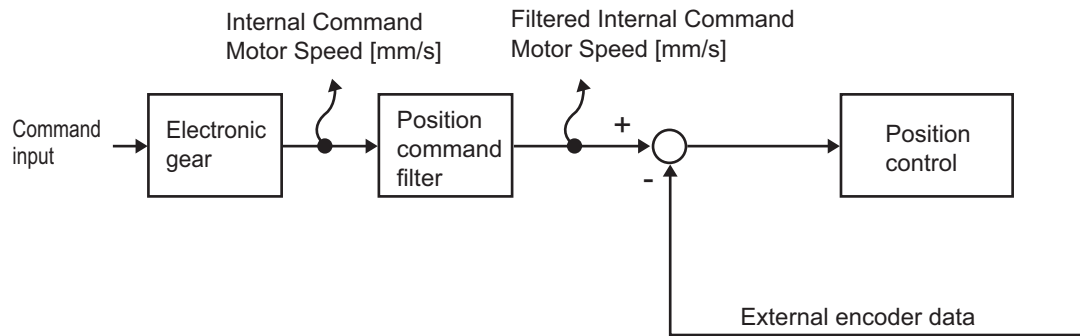 Internal Command
Motor Speed [mm/s]
Filtered Internal Command
Motor Speed [mm/s]
Command
input
Electronic
gear
Position
command
filter
+
-
Position
control
External encoder data